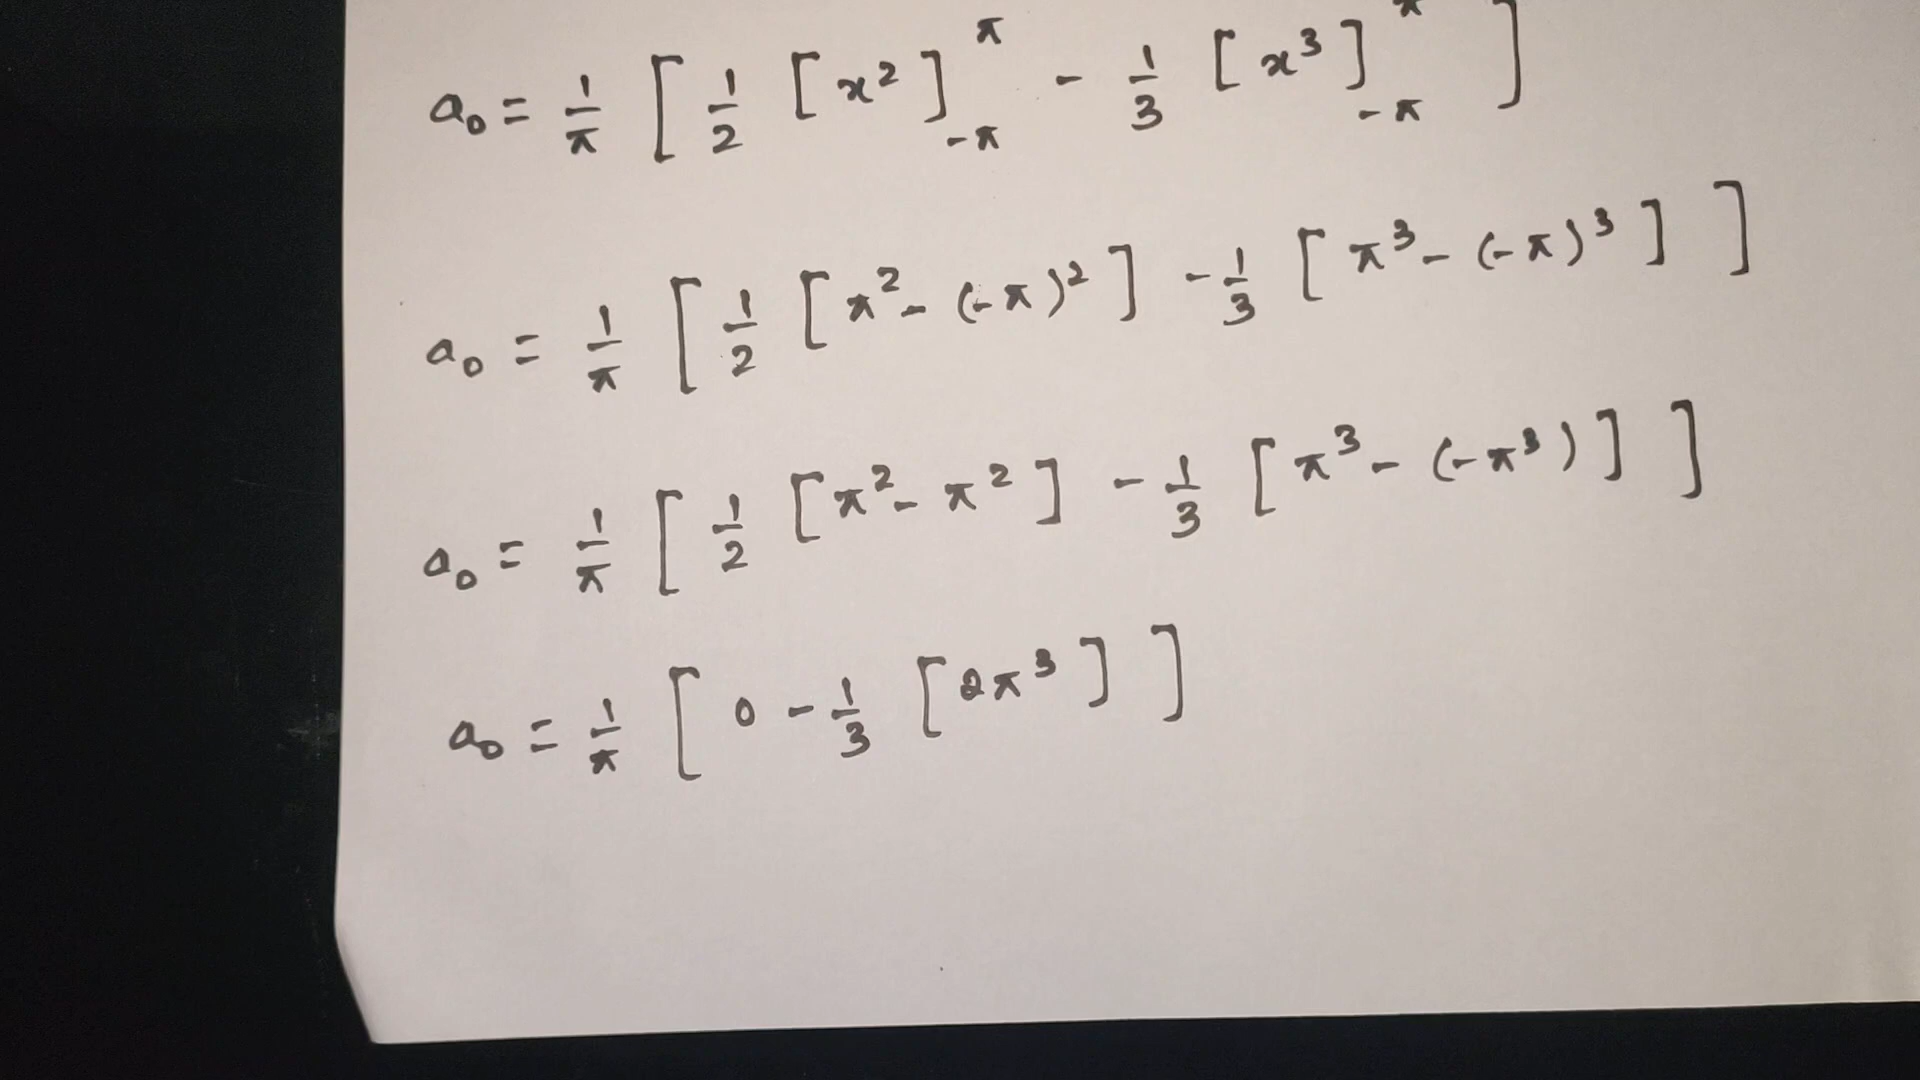 a₀ = 1/π [ 1/2 [x²]_{-π}^{π} - 1/3 [x³]_{-π}^{π} ]
a₀ = 1/π [ 1/2 [π² - (-π)²] - 1/3 [π³ - (-π)³] ]
a₀ = 1/π [ 1/2 [π² - π²] - 1/3 [π³ - (-π³)] ]
a₀ = 1/π [ 0 - 1/3 [2π³] ]